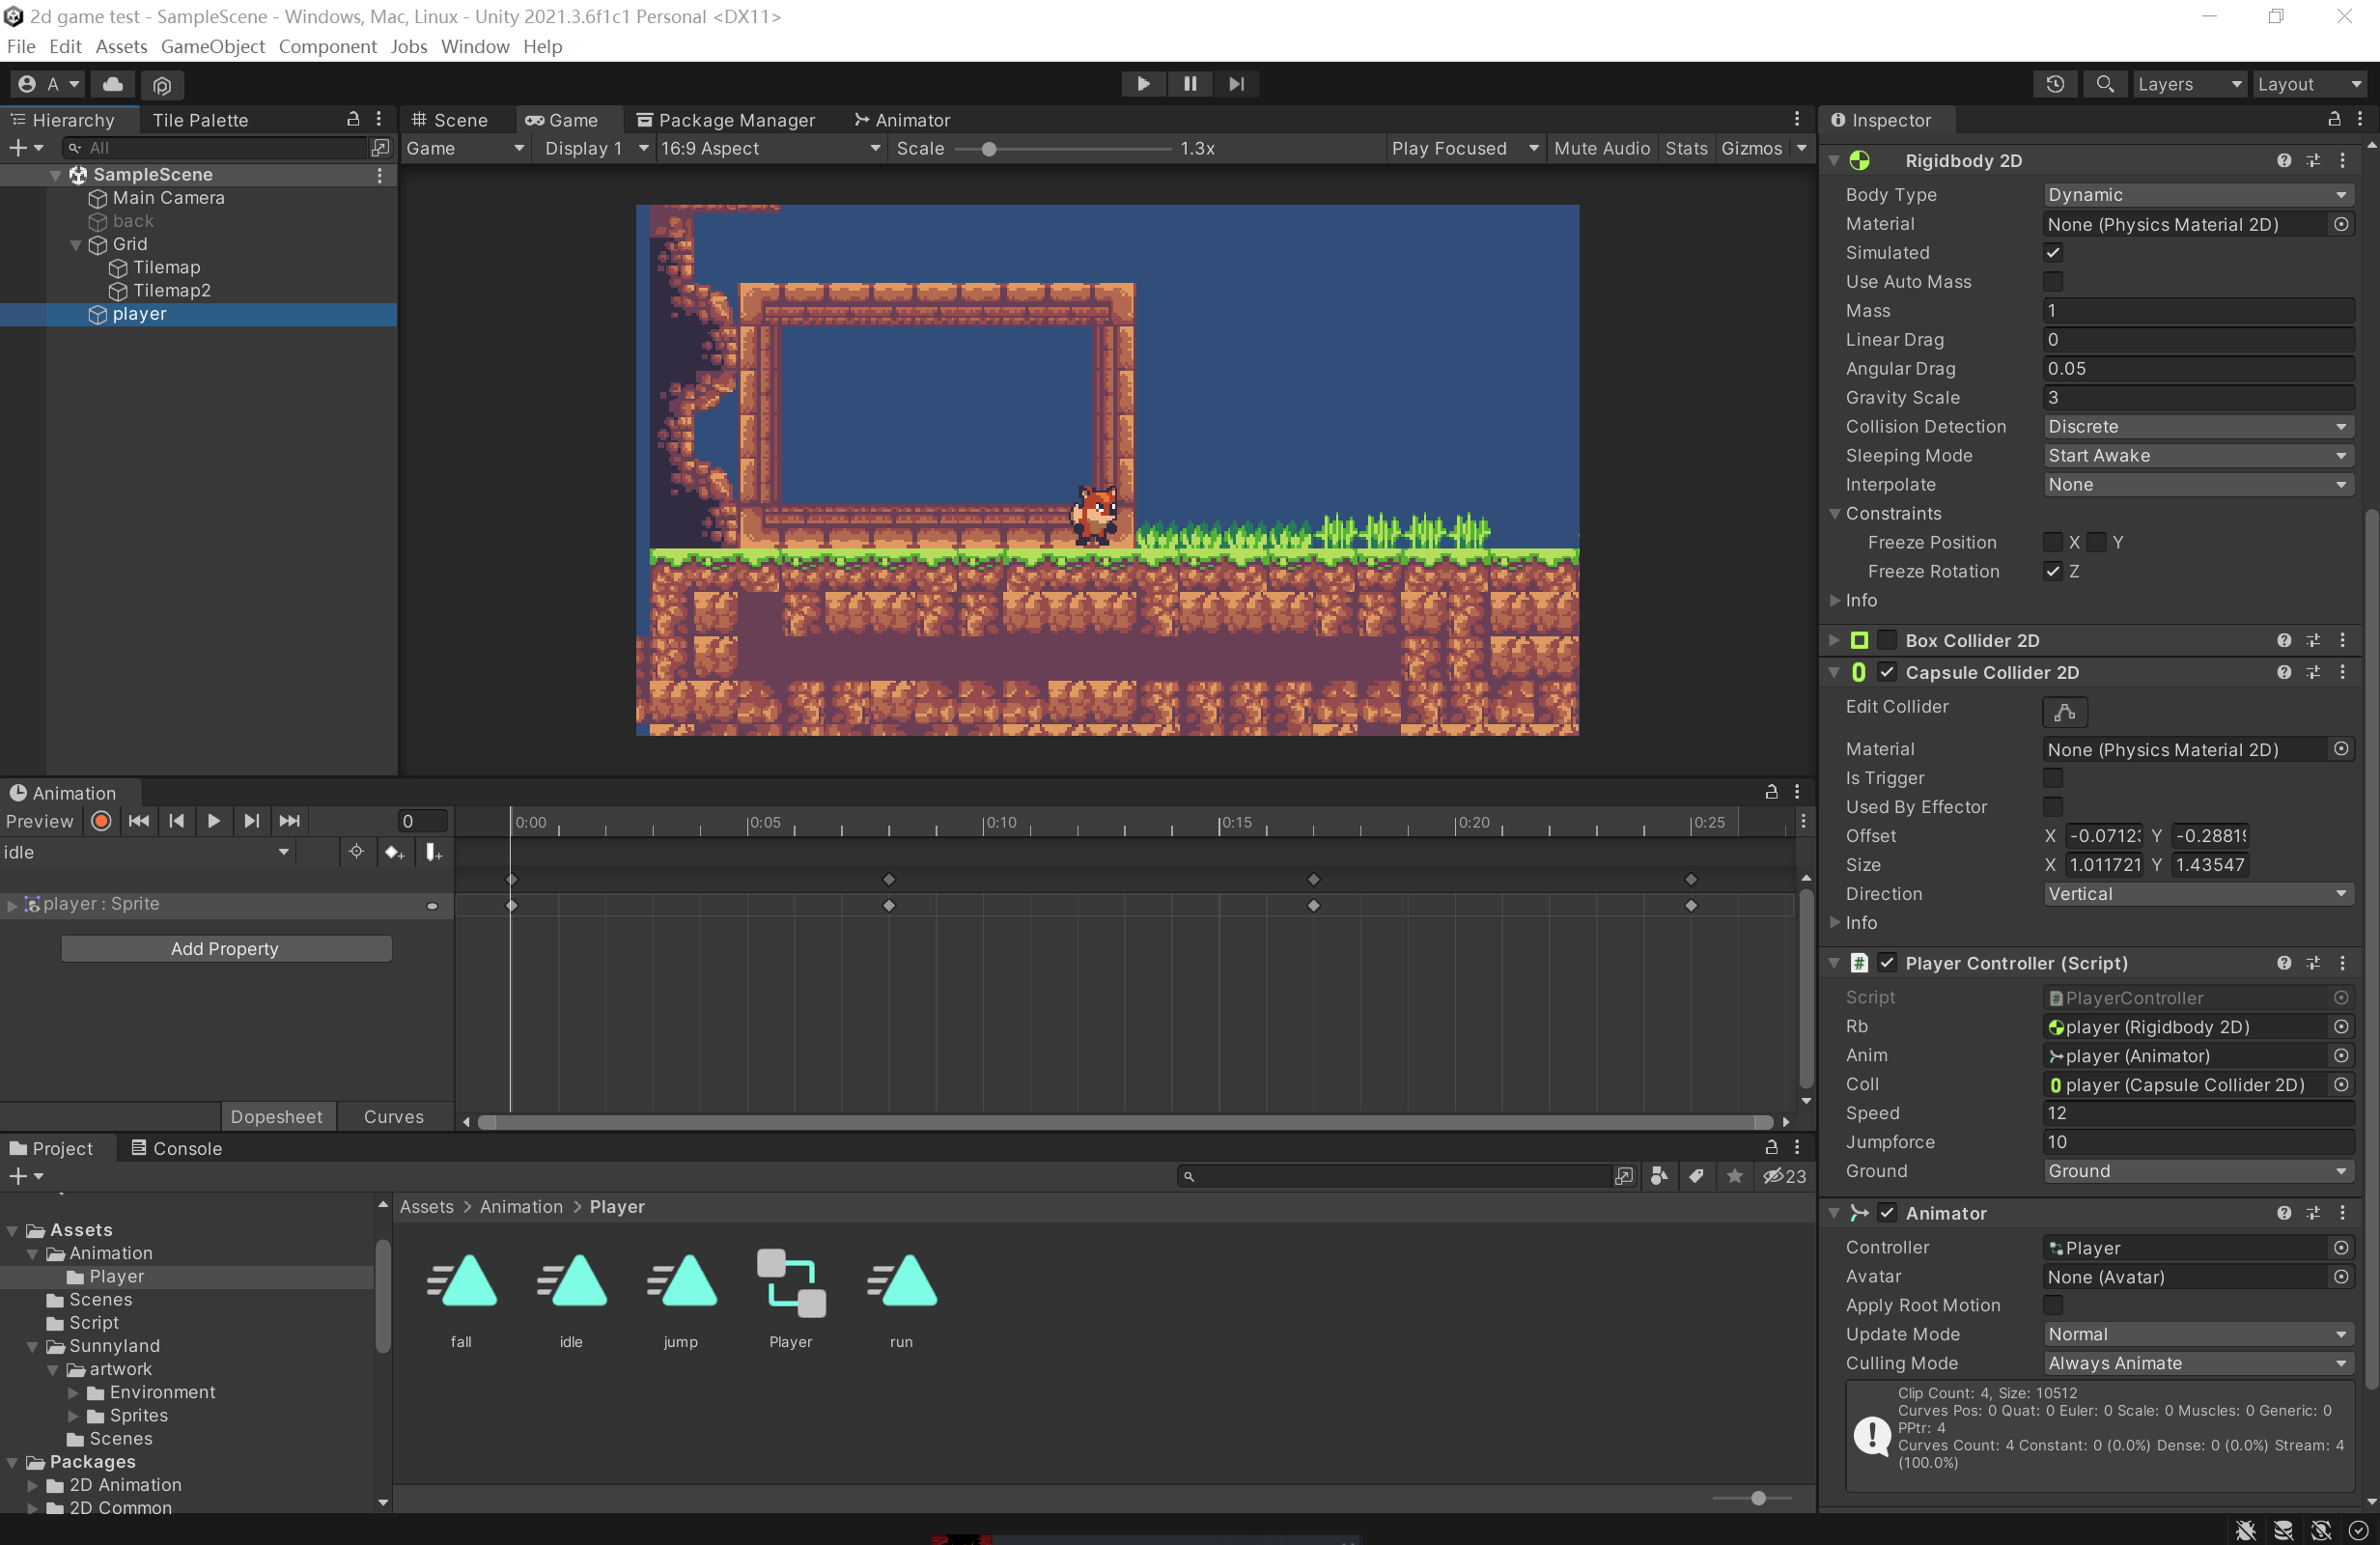 2d game test - SampleScene - Windows, Mac, Linux - Unity 2021.3.6f1c1 Personal <DX11>
File Edit Assets GameObject Component Jobs Window Help
A
Layers
Layout
Hierarchy
Tile Palette
All
SampleScene
Main Camera
back
Grid
Tilemap
Tilemap2
player
Scene
Game
Package Manager
Animator
Game
Display 1
16:9 Aspect
Scale
1.3x
Play Focused
Mute Audio
Stats
Gizmos
Animation
Preview
0
0:00
0:05
0:10
0:15
0:20
0:25
idle
player : Sprite
Add Property
Dopesheet
Curves
Project
Console
23
Assets
Animation
Player
Scenes
Script
Sunnyland
artwork
Environment
Sprites
Scenes
Packages
2D Animation
2D Common
Assets > Animation > Player
fall
idle
jump
Player
run
Inspector
Rigidbody 2D
Body Type Dynamic
Material None (Physics Material 2D)
Simulated
Use Auto Mass
Mass 1
Linear Drag 0
Angular Drag 0.05
Gravity Scale 3
Collision Detection Discrete
Sleeping Mode Start Awake
Interpolate None
Constraints
Freeze Position X Y
Freeze Rotation Z
Info
Box Collider 2D
Capsule Collider 2D
Edit Collider
Material None (Physics Material 2D)
Is Trigger
Used By Effector
Offset X -0.0712 Y -0.2881
Size X 1.011721 Y 1.43547
Direction Vertical
Info
# Player Controller (Script)
Script PlayerController
Rb player (Rigidbody 2D)
Anim player (Animator)
Coll player (Capsule Collider 2D)
Speed 12
Jumpforce 10
Ground Ground
Animator
Controller Player
Avatar None (Avatar)
Apply Root Motion
Update Mode Normal
Culling Mode Always Animate
Clip Count: 4, Size: 10512
Curves Pos: 0 Quat: 0 Euler: 0 Scale: 0 Muscles: 0 Generic: 0
PPtr: 4
Curves Count: 4 Constant: 0 (0.0%) Dense: 0 (0.0%) Stream: 4
(100.0%)